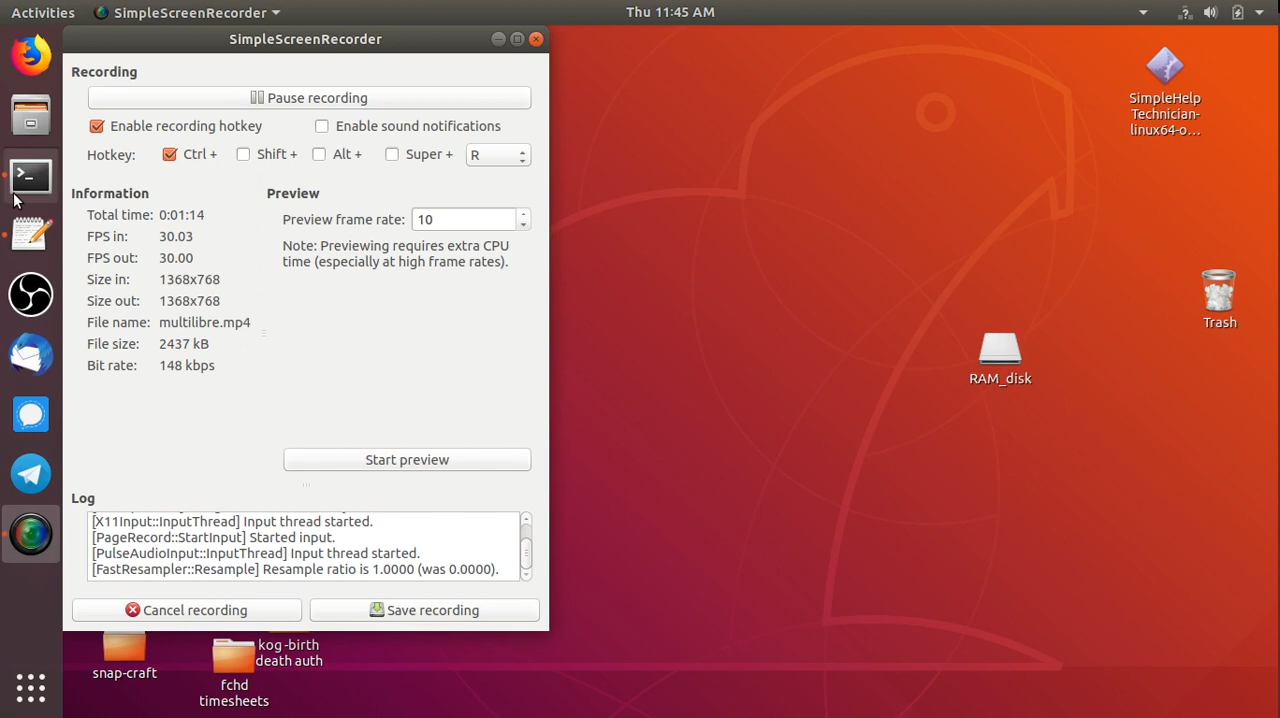 Activities
SimpleScreenRecorder
Thu 11:45 AM
SimpleScreenRecorder
Recording
Pause recording
Enable recording hotkey
Enable sound notifications
Hotkey:
Ctrl +
Shift +
Alt +
Super +
R
Information
Total time: 0:01:14
FPS in: 30.03
FPS out: 30.00
Size in: 1368x768
Size out: 1368x768
File name: multilibre.mp4
File size: 2437 kB
Bit rate: 148 kbps
Preview
Preview frame rate: 10
Note: Previewing requires extra CPU
time (especially at high frame rates).
Start preview
Log
[X11Input::InputThread] Input thread started.
[PageRecord::StartInput] Started input.
[PulseAudioInput::InputThread] Input thread started.
[FastResampler::Resample] Resample ratio is 1.0000 (was 0.0000).
Cancel recording
Save recording
SimpleHelp
Technician-
linux64-o...
Trash
RAM_disk
snap-craft
kog-birth
death auth
fchd
timesheets